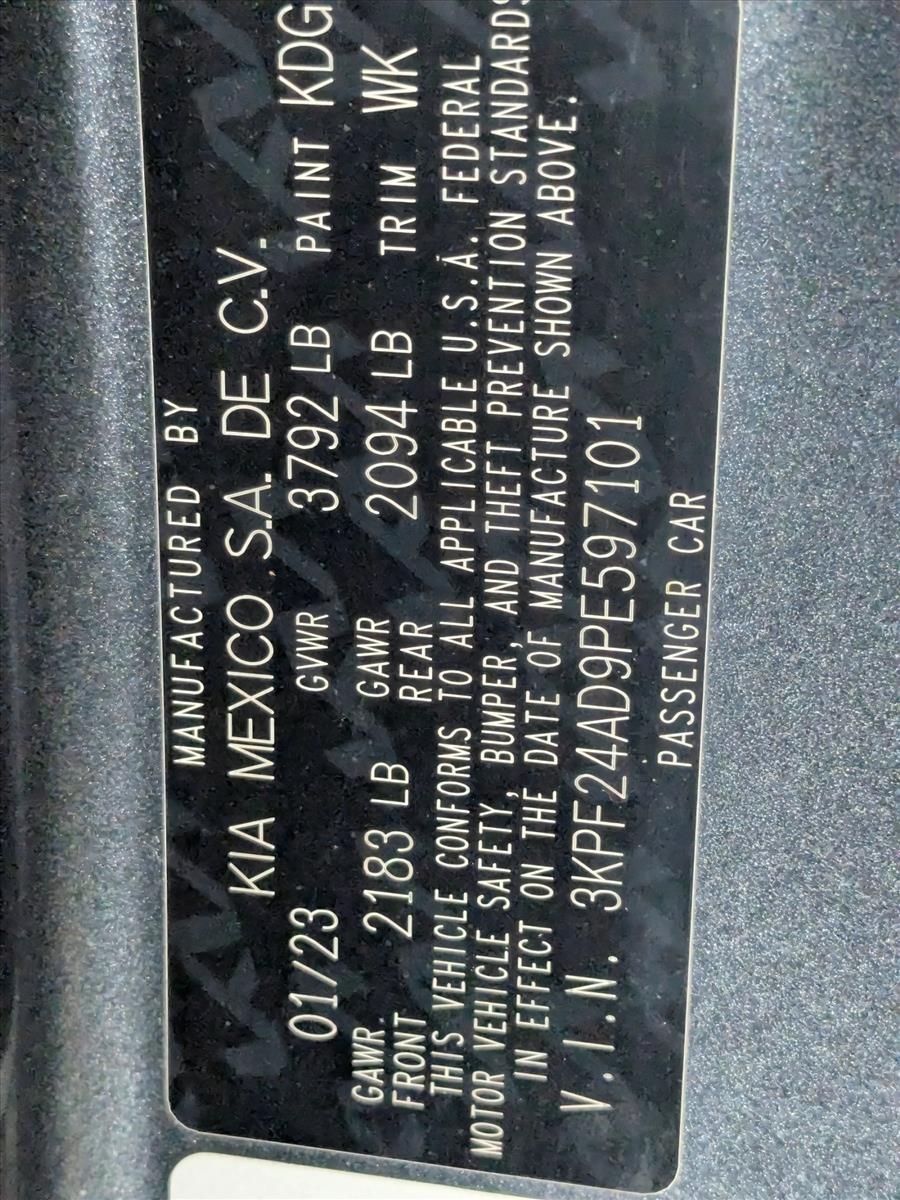 MANUFACTURED BY
KIA MEXICO S.A. DE C.V.
01/23 GVWR 3792 LB PAINT KDG
GAWR FRONT 2183 LB GAWR REAR 2094 LB TRIM WK
THIS VEHICLE CONFORMS TO ALL APPLICABLE U.S.A. FEDERAL
MOTOR VEHICLE SAFETY, BUMPER, AND THEFT PREVENTION STANDARDS
IN EFFECT ON THE DATE OF MANUFACTURE SHOWN ABOVE.
V.I.N. 3KPF24AD9PE597101
PASSENGER CAR